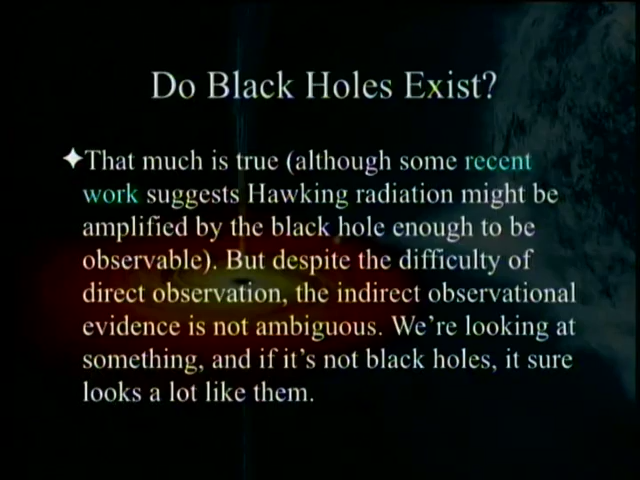 Do Black Holes Exist?
✦That much is true (although some recent
work suggests Hawking radiation might be
amplified by the black hole enough to be
observable). But despite the difficulty of
direct observation, the indirect observational
evidence is not ambiguous. We’re looking at
something, and if it’s not black holes, it sure
looks a lot like them.